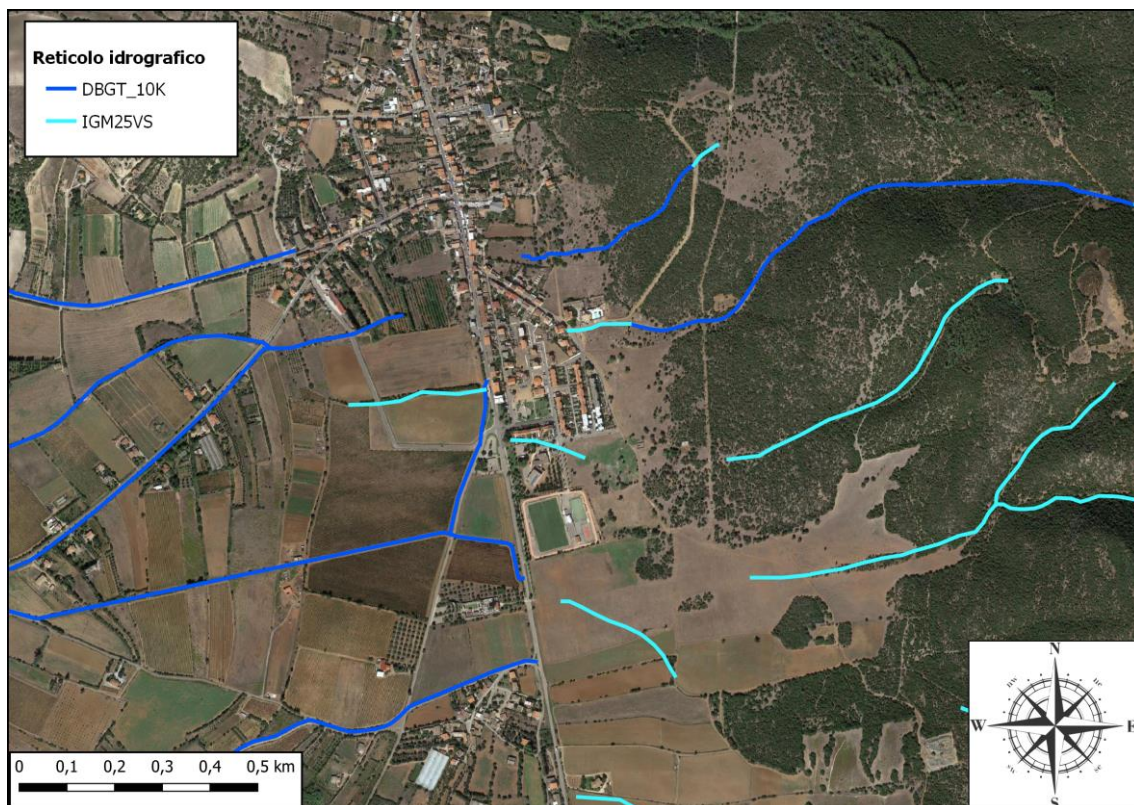 Reticolo idrografico
DBGT_10K
IGM25VS
0 0,1 0,2 0,3 0,4 0,5 km
N
W
E
S